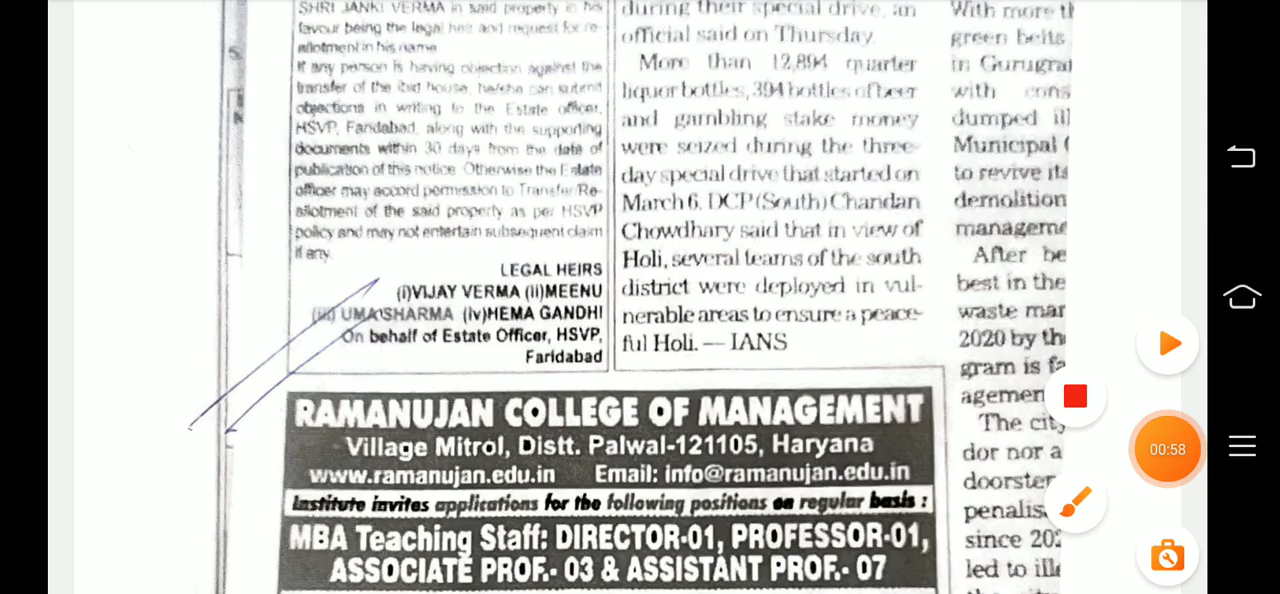 SHRI JANKI VERMA in said property in his
favour being the legal heir and request for re-
allotment in his name
If any person is having objection against the
transfer of the ibid house, he/she can submit
objections in writing to the Estate officer,
HSVP, Faridabad, along with the supporting
documents within 30 days from the date of
publication of this notice. Otherwise the Estate
officer may accord permission to Transfer/Re-
allotment of the said property as per HSVP
policy and may not entertain subsequent claim
if any.
LEGAL HEIRS
(i)VIJAY VERMA (ii)MEENU
(iii) UMA SHARMA (iv)HEMA GANDHI
On behalf of Estate Officer, HSVP,
Faridabad
during their special drive, an
official said on Thursday.
More than 12,894 quarter
liquor bottles, 394 bottles of beer
and gambling stake money
were seized during the three-
day special drive that started on
March 6. DCP (South) Chandan
Chowdhary said that in view of
Holi, several teams of the south
district were deployed in vul-
nerable areas to ensure a peace-
ful Holi. — IANS
RAMANUJAN COLLEGE OF MANAGEMENT
Village Mitrol, Distt. Palwal-121105, Haryana
www.ramanujan.edu.in Email: info@ramanujan.edu.in
Institute invites applications for the following positions on regular basis :
MBA Teaching Staff: DIRECTOR-01, PROFESSOR-01,
ASSOCIATE PROF.- 03 & ASSISTANT PROF.- 07
With more th
green belts
in Gurugra
with cons
dumped il
Municipal
to revive its
demolition
manageme
After be
best in the
waste mar
2020 by th
gram is fa
agemen
The city
dor nor a
doorster
penalis
since 202
led to ille
00:58